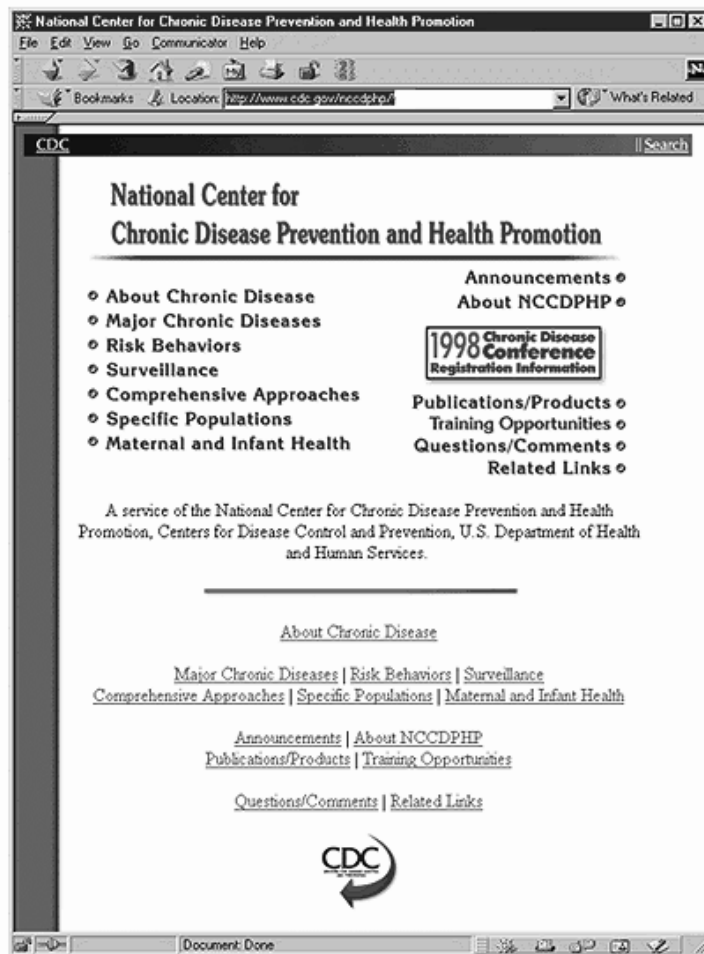 National Center for Chronic Disease Prevention and Health Promotion
File Edit View Go Communicator Help
Bookmarks Location: http://www.cdc.gov/nccdphp/ What's Related
CDC || Search
National Center for
Chronic Disease Prevention and Health Promotion
About Chronic Disease
Major Chronic Diseases
Risk Behaviors
Surveillance
Comprehensive Approaches
Specific Populations
Maternal and Infant Health
Announcements
About NCCDPHP
1998 Chronic Disease
Conference
Registration Information
Publications/Products
Training Opportunities
Questions/Comments
Related Links
A service of the National Center for Chronic Disease Prevention and Health
Promotion, Centers for Disease Control and Prevention, U.S. Department of Health
and Human Services.
About Chronic Disease
Major Chronic Diseases | Risk Behaviors | Surveillance
Comprehensive Approaches | Specific Populations | Maternal and Infant Health
Announcements | About NCCDPHP
Publications/Products | Training Opportunities
Questions/Comments | Related Links
CDC
Document: Done